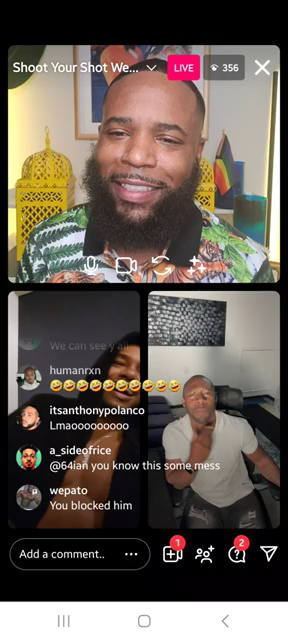 Shoot Your Shot We...
LIVE
356
We can see y'all
humanrxn
🤣🤣🤣🤣🤣🤣🤣🤣🤣🤣
itsanthonypolanco
Lmaooooooooo
a_sideofrice
@64ian you know this some mess
wepato
You blocked him
Add a comment..
1
2